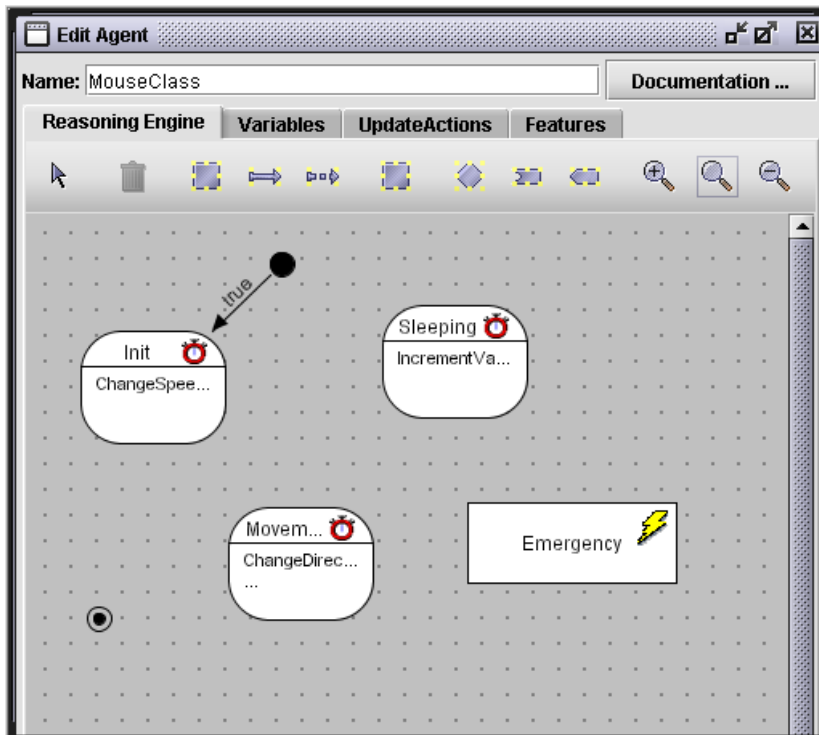 Edit Agent
Name: MouseClass
Documentation ...
Reasoning Engine Variables UpdateActions Features
true
Init
ChangeSpee...
Sleeping
IncrementVa...
Movem...
ChangeDirec...
...
Emergency